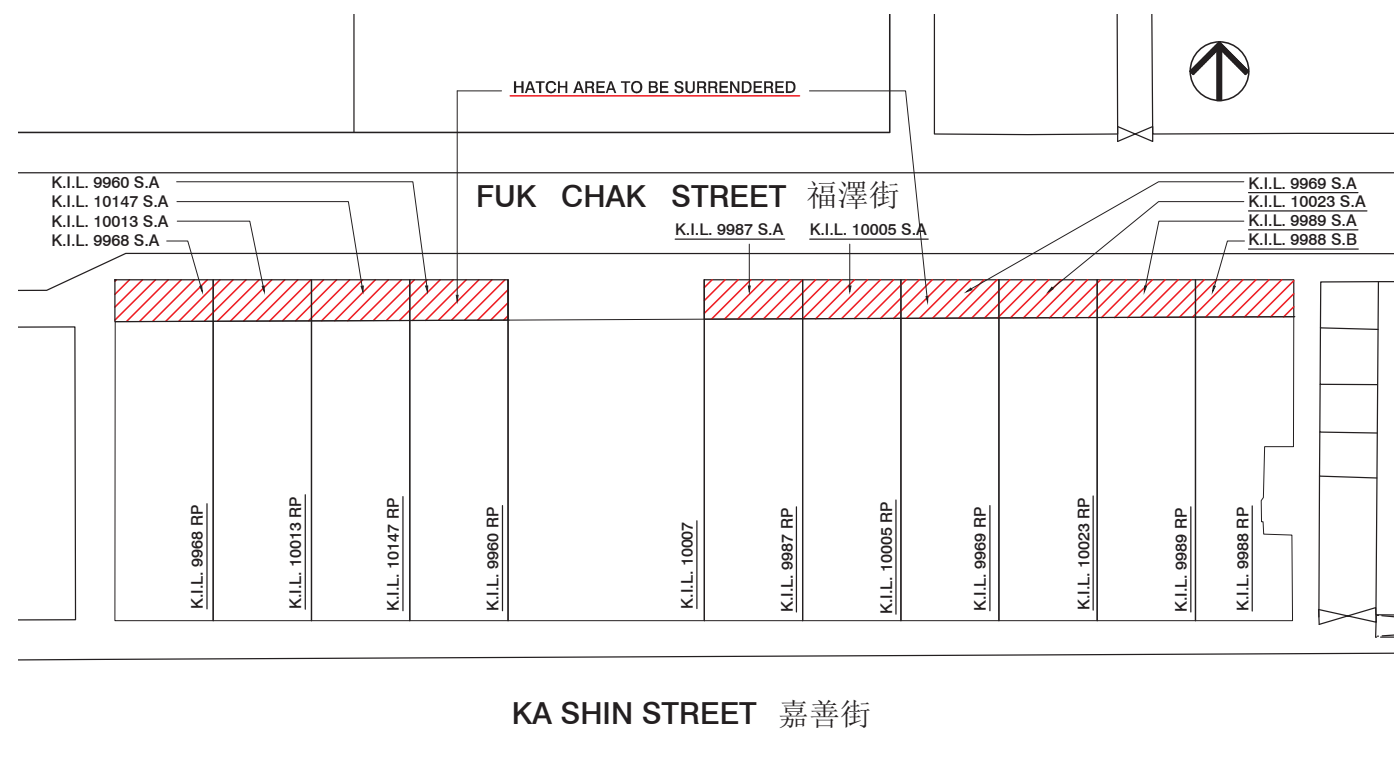 HATCH AREA TO BE SURRENDERED
FUK CHAK STREET 福澤街
K.I.L. 9960 S.A
K.I.L. 10147 S.A
K.I.L. 10013 S.A
K.I.L. 9968 S.A
K.I.L. 9987 S.A
K.I.L. 10005 S.A
K.I.L. 9969 S.A
K.I.L. 10023 S.A
K.I.L. 9989 S.A
K.I.L. 9988 S.B
K.I.L. 9968 RP
K.I.L. 10013 RP
K.I.L. 10147 RP
K.I.L. 9960 RP
K.I.L. 10007
K.I.L. 9987 RP
K.I.L. 10005 RP
K.I.L. 9969 RP
K.I.L. 10023 RP
K.I.L. 9989 RP
K.I.L. 9988 RP
KA SHIN STREET 嘉善街